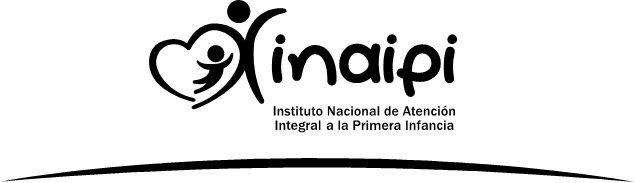 inaipi
Instituto Nacional de Atención
Integral a la Primera Infancia